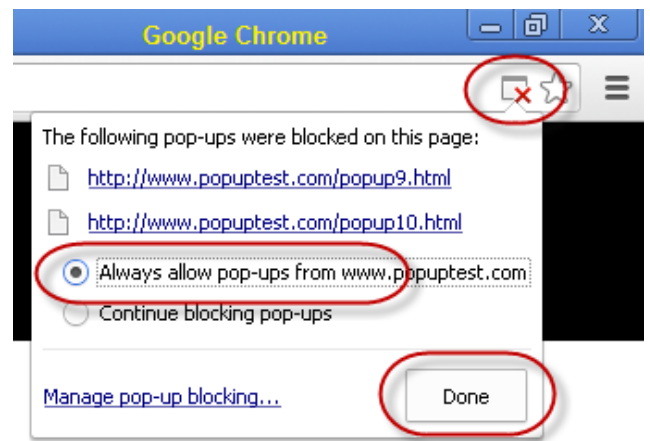 Google Chrome
The following pop-ups were blocked on this page:
http://www.popuptest.com/popup9.html
http://www.popuptest.com/popup10.html
Always allow pop-ups from www.popuptest.com
Continue blocking pop-ups
Manage pop-up blocking...
Done